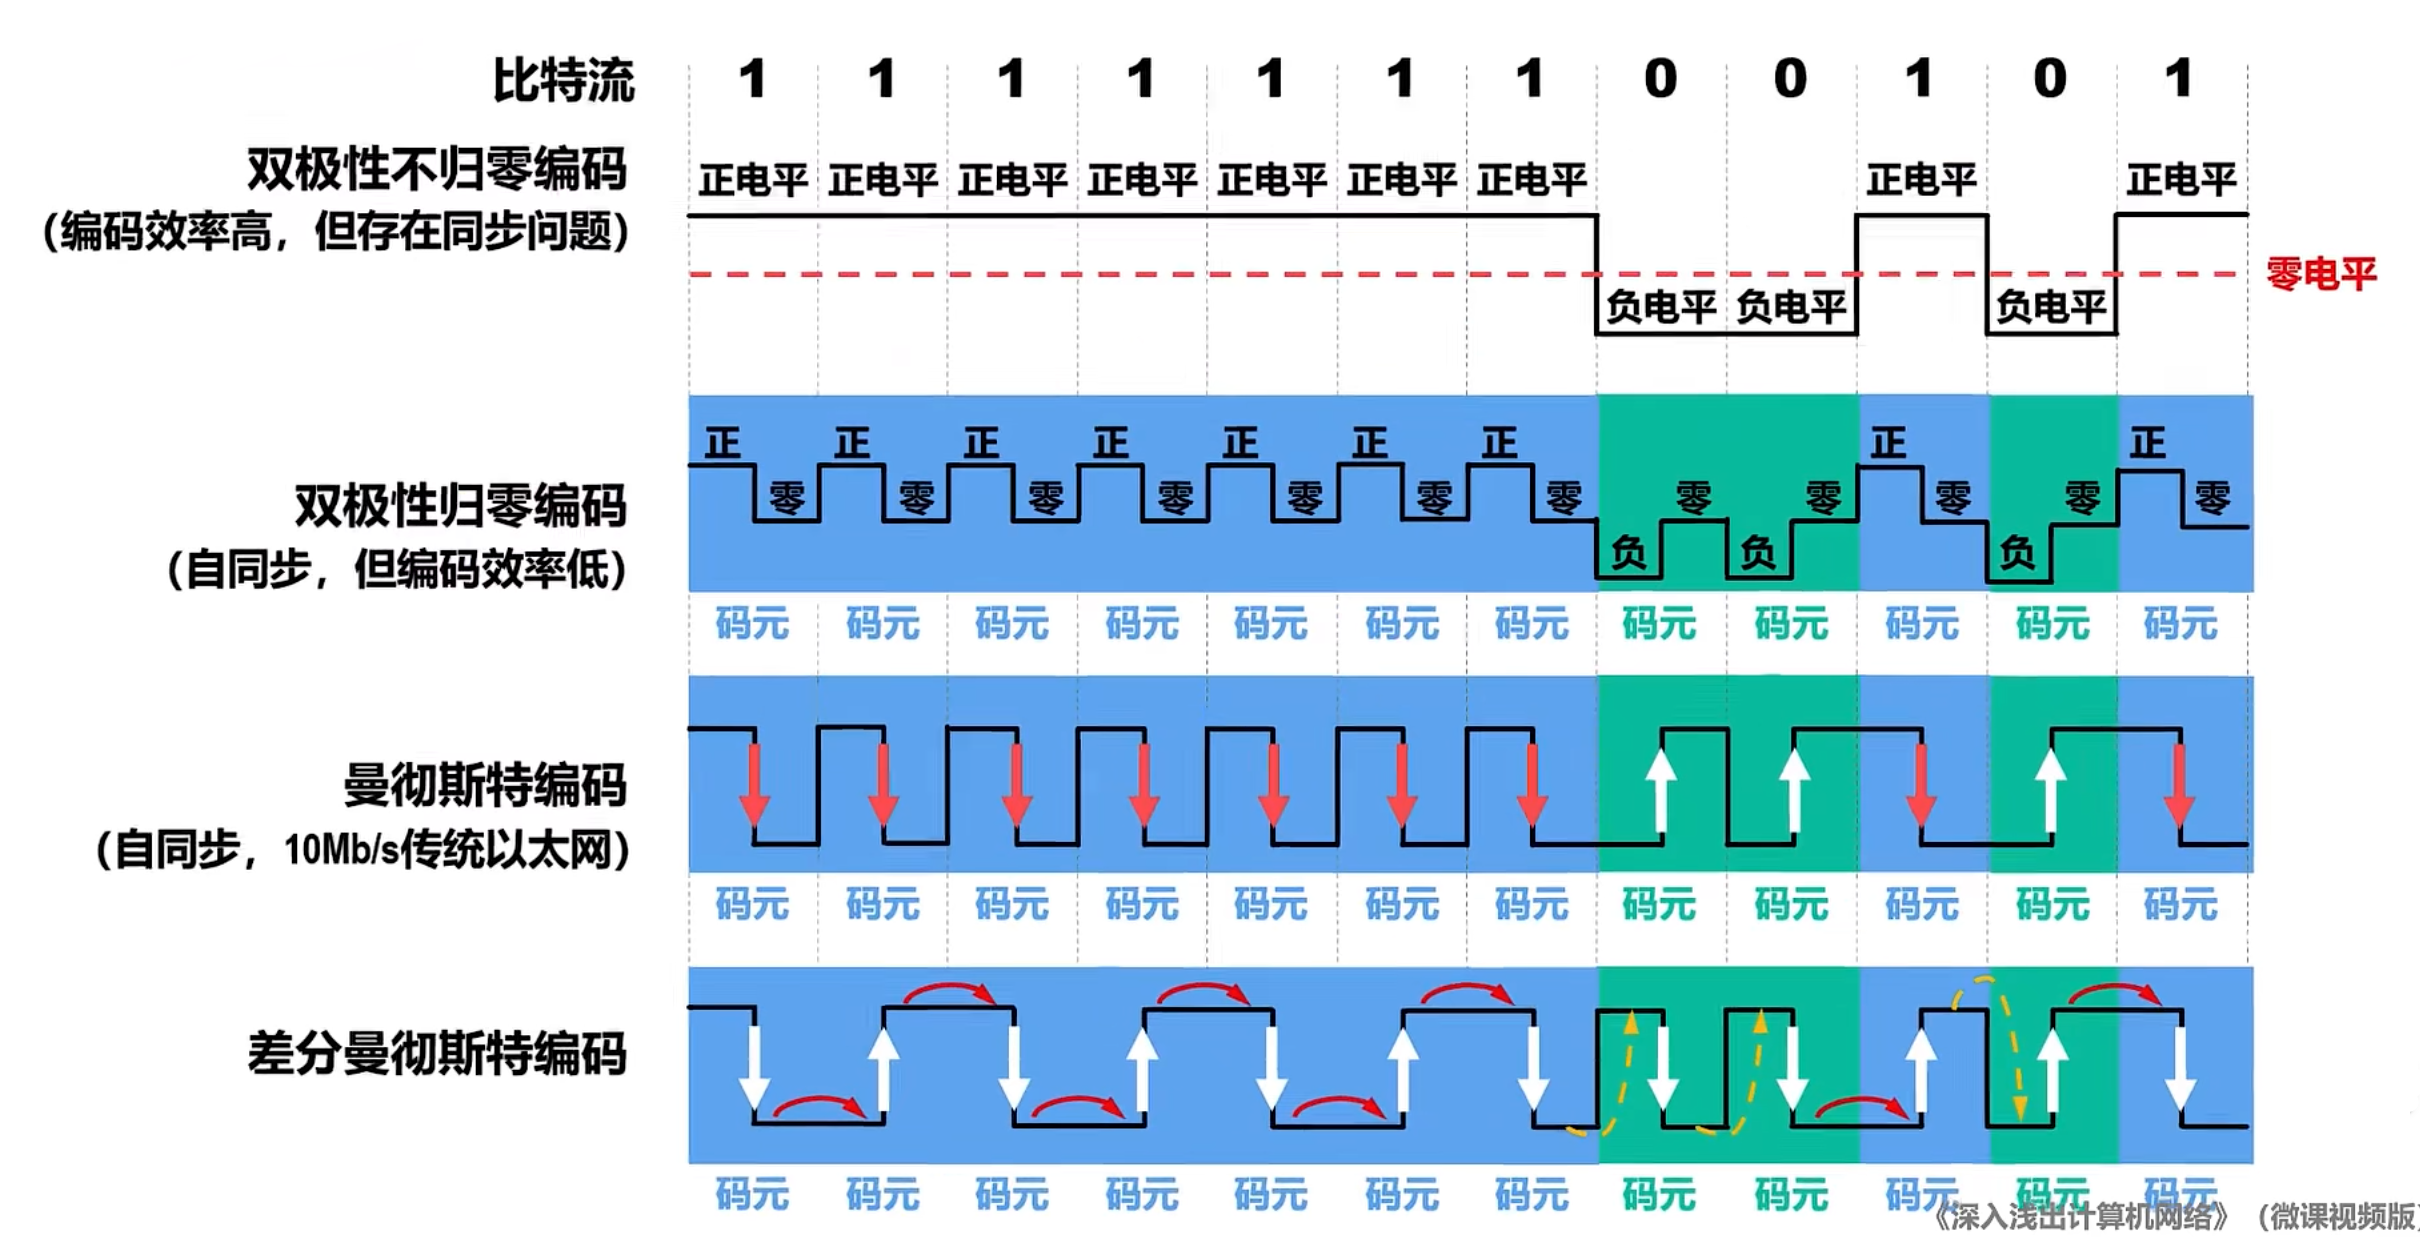 比特流 1 1 1 1 1 1 1 0 0 1 0 1
双极性不归零编码
(编码效率高，但存在同步问题)
正电平 正电平 正电平 正电平 正电平 正电平 正电平 正电平 正电平
零电平
负电平 负电平 负电平
正 正 正 正 正 正 正 正 正
零 零 零 零 零 零 零 零 零 零 零 零
负 负 负
双极性归零编码
(自同步，但编码效率低)
码元 码元 码元 码元 码元 码元 码元 码元 码元 码元 码元 码元
曼彻斯特编码
(自同步，10Mb/s传统以太网)
码元 码元 码元 码元 码元 码元 码元 码元 码元 码元 码元 码元
差分曼彻斯特编码
码元 码元 码元 码元 码元 码元 码元 码元 码元 码元 码元 码元
《深入浅出计算机网络》（微课视频版）